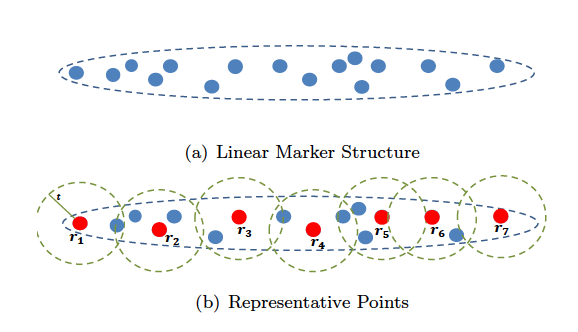 (a) Linear Marker Structure
t
r1 r2 r3 r4 r5 r6 r7
(b) Representative Points